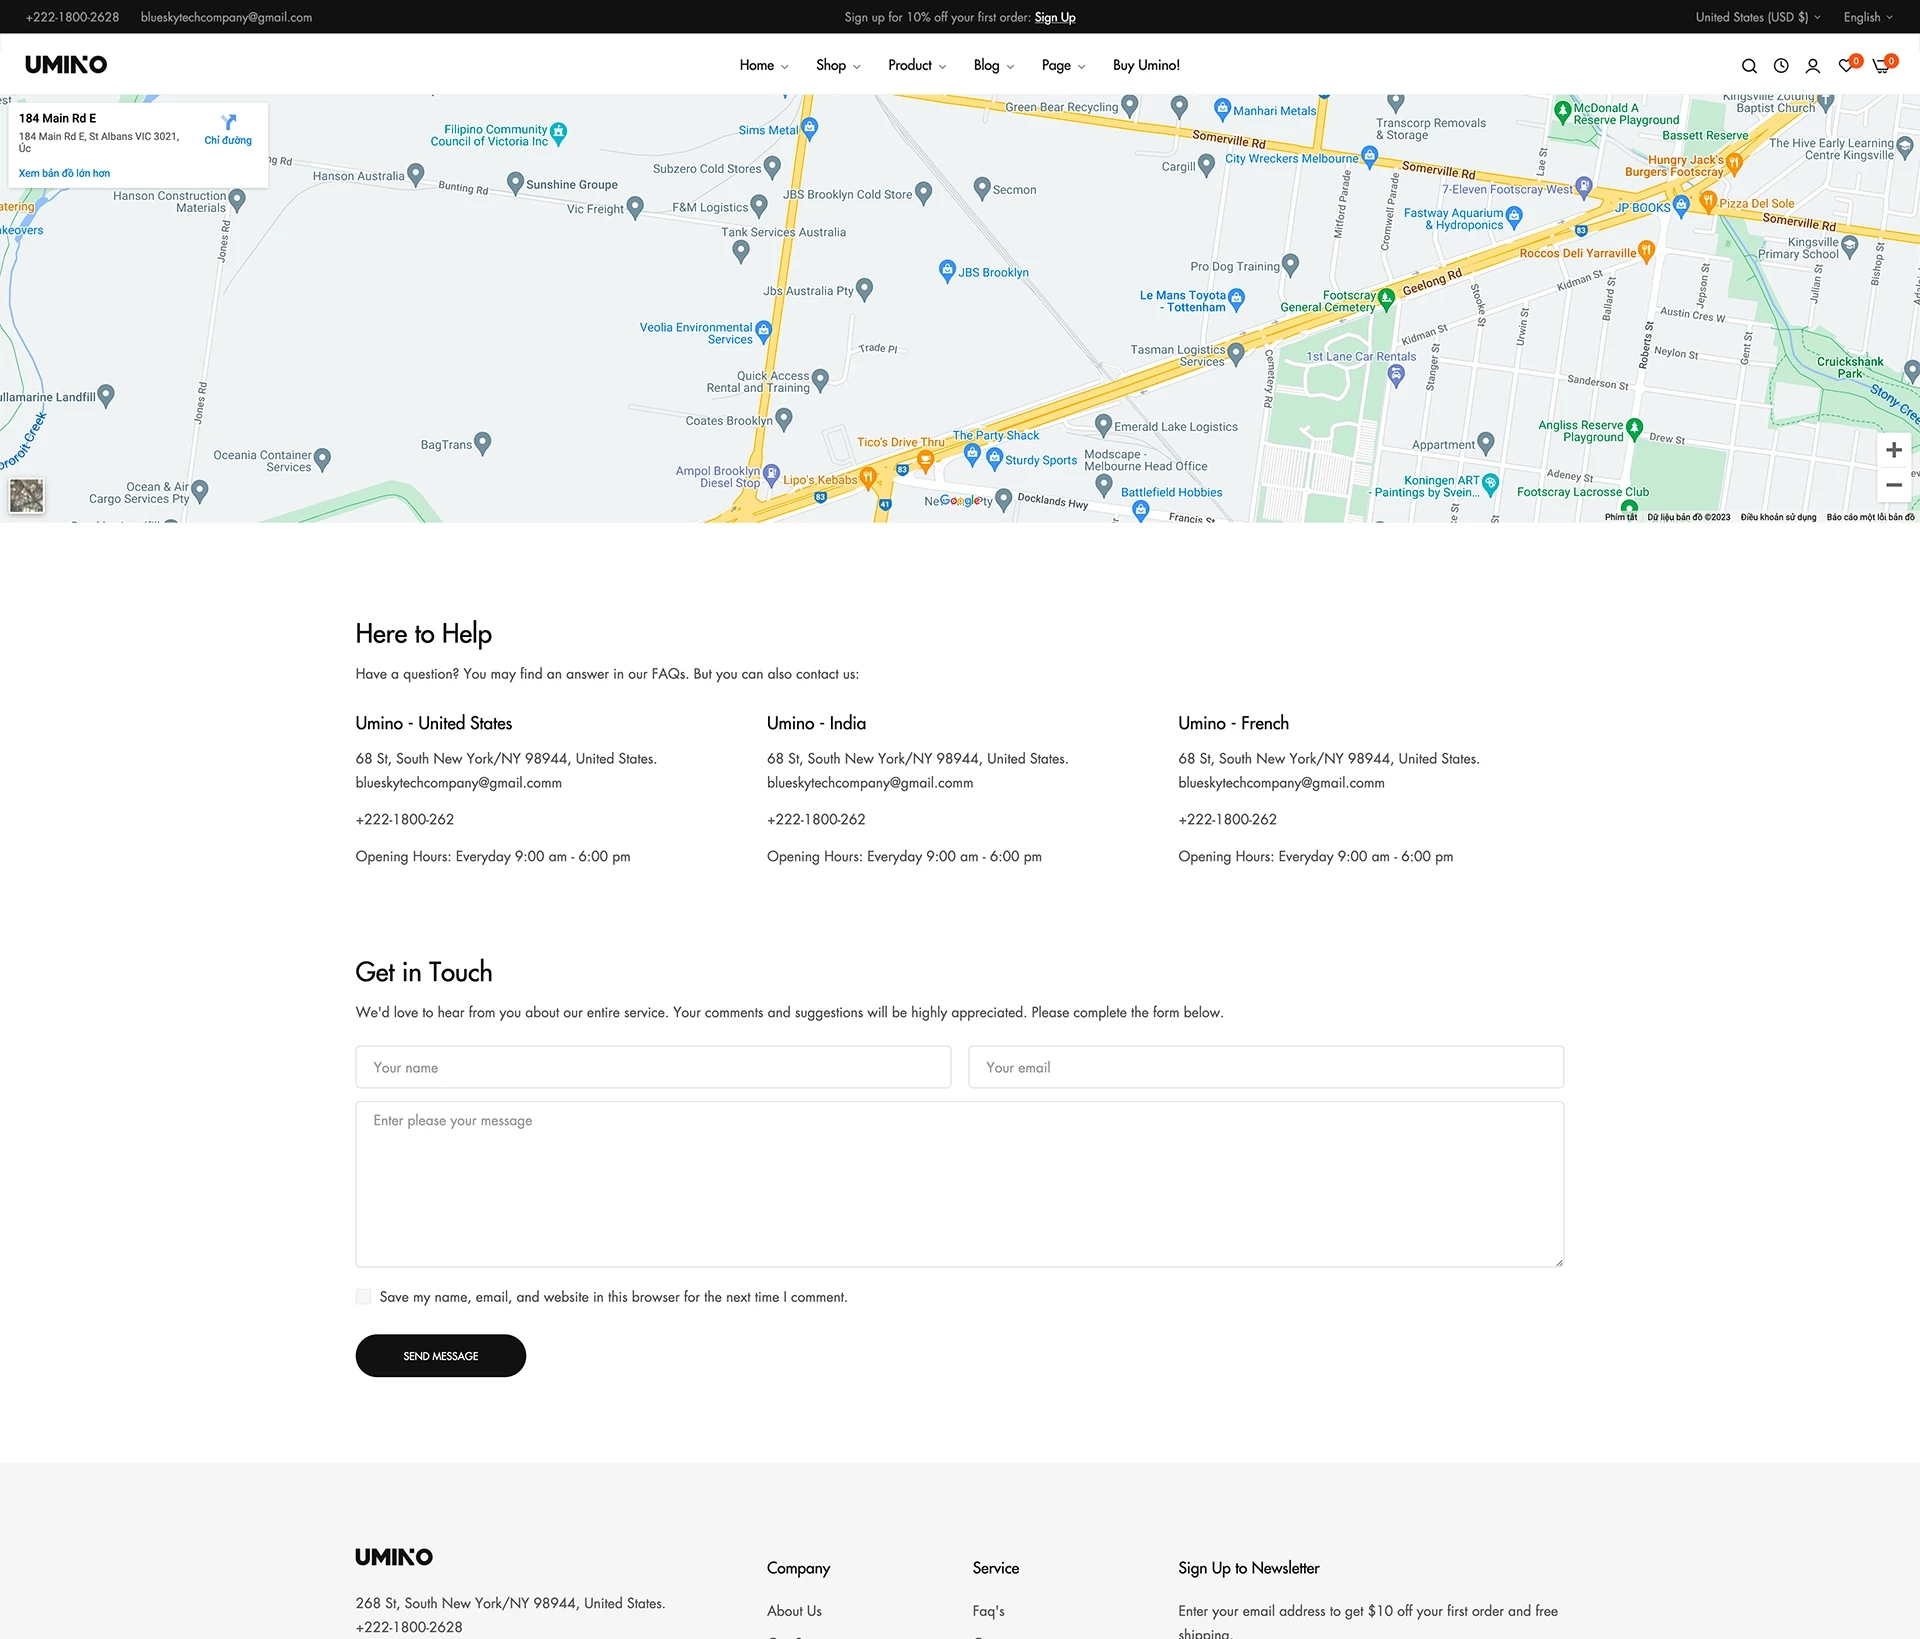 +222-1800-2628
blueskytechcompany@gmail.com
Sign up for 10% off your first order: Sign Up
United States (USD $)
English
UMINO
Home
Shop
Product
Blog
Page
Buy Umino!
0
0
184 Main Rd E
184 Main Rd E, St Albans VIC 3021,
Úc
Chỉ đường
Xem bản đồ lớn hơn
Filipino Community
Council of Victoria Inc
Sims Metal
Green Bear Recycling
Manhari Metals
Transcorp Removals
& Storage
McDonald A
Reserve Playground
Kingsville Zotung
Baptist Church
Bassett Reserve
The Hive Early Learning
Centre Kingsville
Somerville Rd
City Wreckers Melbourne
Somerville Rd
Lae St
Hungry Jack's
Burgers Footscray
Hanson Australia
Bunting Rd
Sunshine Groupe
Subzero Cold Stores
Cargill
7-Eleven Footscray West
Hanson Construction
Materials
Vic Freight
F&M Logistics
JBS Brooklyn Cold Store
Secmon
Mitford Parade
Cromwell Parade
Fastway Aquarium
& Hydroponics
JP BOOKS
Pizza Del Sole
Somerville Rd
Jones Rd
Tank Services Australia
83
Roccos Deli Yarraville
Kingsville
Primary School
Bishop St
JBS Brooklyn
Pro Dog Training
Geelong Rd
Kidman St
Jepson St
Julian St
Jbs Australia Pty
Le Mans Toyota
- Tottenham
Footscray
General Cemetery
Stooke St
Ballard St
Austin Cres W
Veolia Environmental
Services
Trade Pl
Tasman Logistics
Services
Cemetery Rd
1st Lane Car Rentals
Kidman St
Urwin St
Roberts St
Neylon St
Gent St
Cruickshank
Park
Quick Access
Rental and Training
Stanger St
Sanderson St
Stony Cree
Jones Rd
Coates Brooklyn
Emerald Lake Logistics
Angliss Reserve
Playground
Drew St
BagTrans
Tico's Drive Thru
The Party Shack
Sturdy Sports
Modscape -
Melbourne Head Office
Appartment
Oceania Container
Services
Ampol Brooklyn
Diesel Stop
Lipo's Kebabs
83
Adeney St
Koningen ART
- Paintings by Svein...
Footscray Lacrosse Club
Ocean & Air
Cargo Services Pty
83
41
Google
Docklands Hwy
Battlefield Hobbies
Francis St
Phím tắt
Dữ liệu bản đồ ©2023
Điều khoản sử dụng
Báo cáo một lỗi bản đồ
Here to Help
Have a question? You may find an answer in our FAQs. But you can also contact us:
Umino - United States
68 St, South New York/NY 98944, United States.
blueskytechcompany@gmail.comm
+222-1800-262
Opening Hours: Everyday 9:00 am - 6:00 pm
Umino - India
68 St, South New York/NY 98944, United States.
blueskytechcompany@gmail.comm
+222-1800-262
Opening Hours: Everyday 9:00 am - 6:00 pm
Umino - French
68 St, South New York/NY 98944, United States.
blueskytechcompany@gmail.comm
+222-1800-262
Opening Hours: Everyday 9:00 am - 6:00 pm
Get in Touch
We'd love to hear from you about our entire service. Your comments and suggestions will be highly appreciated. Please complete the form below.
Your name
Your email
Enter please your message
Save my name, email, and website in this browser for the next time I comment.
SEND MESSAGE
UMINO
268 St, South New York/NY 98944, United States.
+222-1800-2628
Company
About Us
Service
Faq's
Sign Up to Newsletter
Enter your email address to get $10 off your first order and free
shipping.